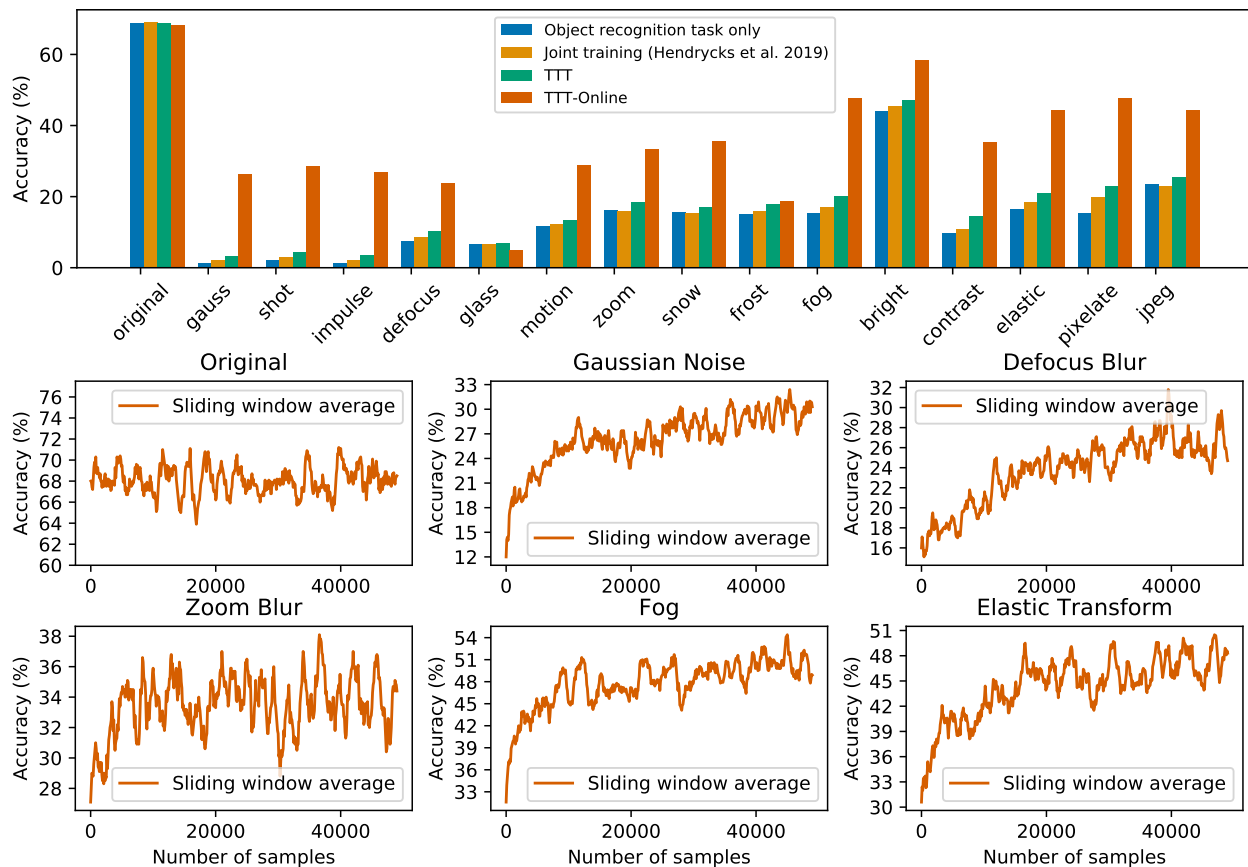 Accuracy (%)
60
40
20
0
Object recognition task only
Joint training (Hendrycks et al. 2019)
TTT
TTT-Online
original
gauss
shot
impulse
defocus
glass
motion
zoom
snow
frost
fog
bright
contrast
elastic
pixelate
jpeg
Original
Accuracy (%)
76
74
72
70
68
66
64
62
60
Sliding window average
0 20000 40000
Gaussian Noise
Accuracy (%)
33
30
27
24
21
18
15
12
Sliding window average
0 20000 40000
Defocus Blur
Accuracy (%)
32
30
28
26
24
22
20
18
16
Sliding window average
0 20000 40000
Zoom Blur
Accuracy (%)
38
36
34
32
30
28
Sliding window average
0 20000 40000
Number of samples
Fog
Accuracy (%)
54
51
48
45
42
39
36
33
Sliding window average
0 20000 40000
Number of samples
Elastic Transform
Accuracy (%)
51
48
45
42
39
36
33
30
Sliding window average
0 20000 40000
Number of samples